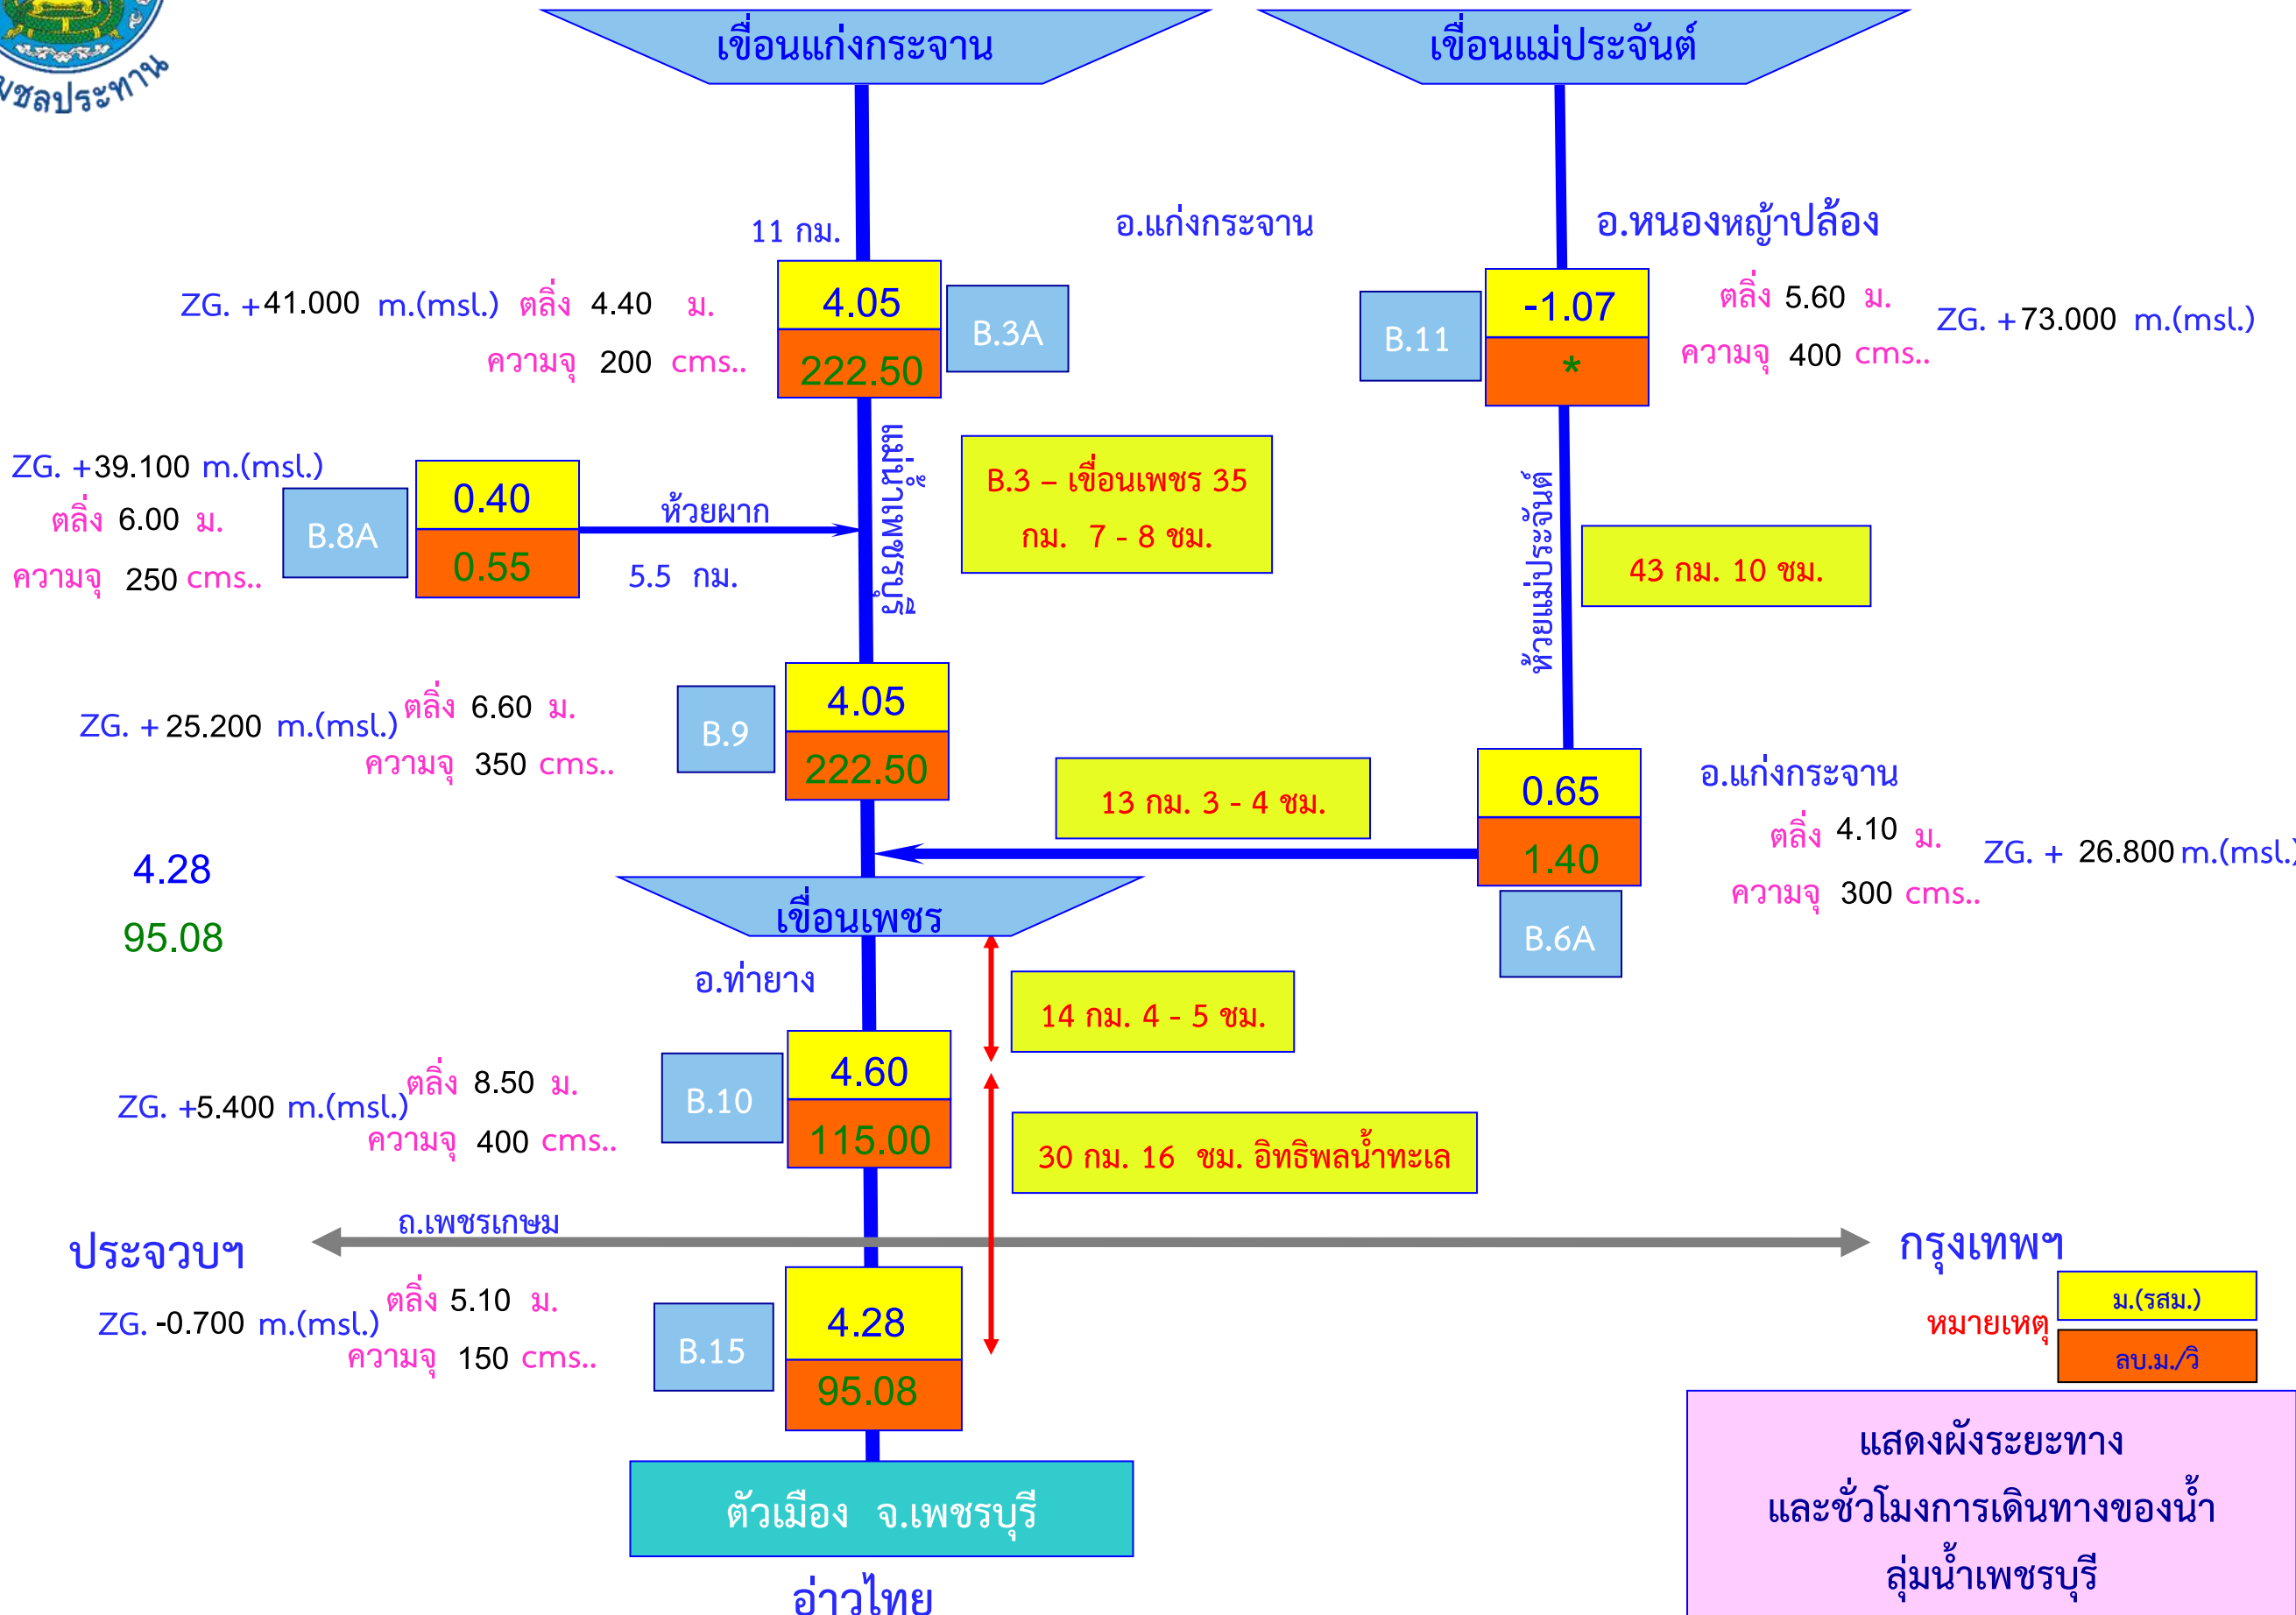 เขื่อนแก่งกระจาน
เขื่อนแม่ประจันต์
มชลประทาน
11 กม.
อ.แก่งกระจาน
อ.หนองหญ้าปล้อง
ZG. +41.000 m.(msl.) ตลิ่ง 4.40 ม.
ความจุ 200 cms..
4.05
222.50
B.3A
B.11
-1.07
*
ตลิ่ง 5.60 ม.
ความจุ 400 cms..
ZG. +73.000 m.(msl.)
ZG. +39.100 m.(msl.)
ตลิ่ง 6.00 ม.
ความจุ 250 cms..
B.8A
0.40
0.55
ห้วยผาก
5.5 กม.
แม่น้ำเพชรบุรี
B.3 – เขื่อนเพชร 35
กม. 7 - 8 ชม.
ห้วยแม่ประจันต์
43 กม. 10 ชม.
ZG. + 25.200 m.(msl.)
ตลิ่ง 6.60 ม.
ความจุ 350 cms..
B.9
4.05
222.50
13 กม. 3 - 4 ชม.
0.65
1.40
B.6A
อ.แก่งกระจาน
ตลิ่ง 4.10 ม.
ความจุ 300 cms..
ZG. + 26.800 m.(msl.)
4.28
95.08
เขื่อนเพชร
อ.ท่ายาง
14 กม. 4 - 5 ชม.
ZG. +5.400 m.(msl.)
ตลิ่ง 8.50 ม.
ความจุ 400 cms..
B.10
4.60
115.00
30 กม. 16 ชม. อิทธิพลน้ำทะเล
ถ.เพชรเกษม
ประจวบฯ
กรุงเทพฯ
ZG. -0.700 m.(msl.)
ตลิ่ง 5.10 ม.
ความจุ 150 cms..
B.15
4.28
95.08
หมายเหตุ
ม.(รสม.)
ลบ.ม./วิ
ตัวเมือง จ.เพชรบุรี
อ่าวไทย
แสดงผังระยะทาง
และชั่วโมงการเดินทางของน้ำ
ลุ่มน้ำเพชรบุรี